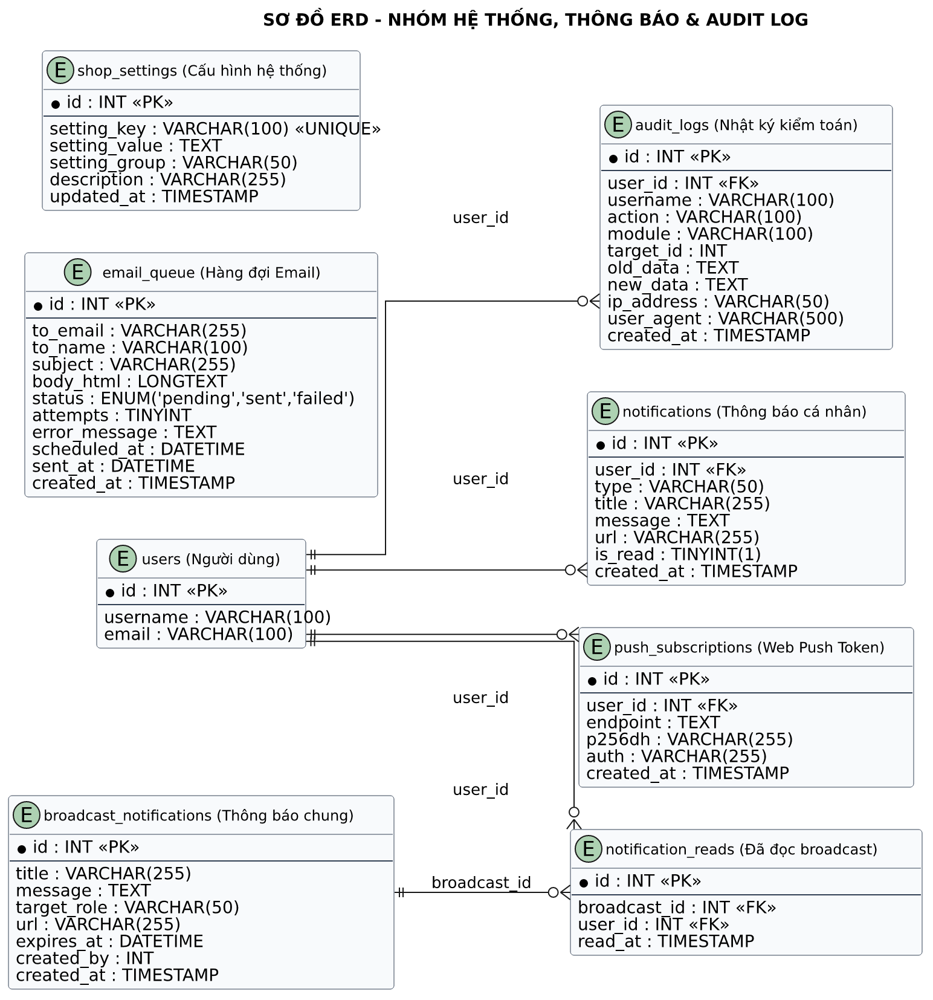 SƠ ĐỒ ERD - NHÓM HỆ THỐNG, THÔNG BÁO & AUDIT LOG
E shop_settings (Cấu hình hệ thống)
id : INT «PK»
setting_key : VARCHAR(100) «UNIQUE»
setting_value : TEXT
setting_group : VARCHAR(50)
description : VARCHAR(255)
updated_at : TIMESTAMP
E audit_logs (Nhật ký kiểm toán)
id : INT «PK»
user_id : INT «FK»
username : VARCHAR(100)
action : VARCHAR(100)
module : VARCHAR(100)
target_id : INT
old_data : TEXT
new_data : TEXT
ip_address : VARCHAR(50)
user_agent : VARCHAR(500)
created_at : TIMESTAMP
user_id
E email_queue (Hàng đợi Email)
id : INT «PK»
to_email : VARCHAR(255)
to_name : VARCHAR(100)
subject : VARCHAR(255)
body_html : LONGTEXT
status : ENUM('pending','sent','failed')
attempts : TINYINT
error_message : TEXT
scheduled_at : DATETIME
sent_at : DATETIME
created_at : TIMESTAMP
E notifications (Thông báo cá nhân)
id : INT «PK»
user_id : INT «FK»
type : VARCHAR(50)
title : VARCHAR(255)
message : TEXT
url : VARCHAR(255)
is_read : TINYINT(1)
created_at : TIMESTAMP
user_id
E users (Người dùng)
id : INT «PK»
username : VARCHAR(100)
email : VARCHAR(100)
E push_subscriptions (Web Push Token)
id : INT «PK»
user_id : INT «FK»
endpoint : TEXT
p256dh : VARCHAR(255)
auth : VARCHAR(255)
created_at : TIMESTAMP
user_id
user_id
E broadcast_notifications (Thông báo chung)
id : INT «PK»
title : VARCHAR(255)
message : TEXT
target_role : VARCHAR(50)
url : VARCHAR(255)
expires_at : DATETIME
created_by : INT
created_at : TIMESTAMP
broadcast_id
E notification_reads (Đã đọc broadcast)
id : INT «PK»
broadcast_id : INT «FK»
user_id : INT «FK»
read_at : TIMESTAMP